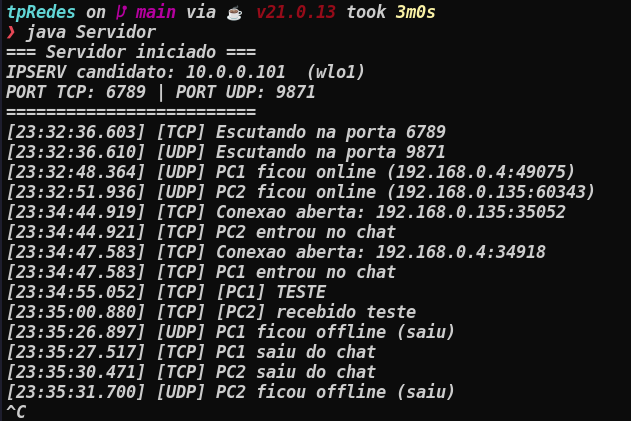 tpRedes on main via ☕ v21.0.13 took 3m0s
❯ java Servidor
=== Servidor iniciado ===
IPSERV candidato: 10.0.0.101  (wlo1)
PORT TCP: 6789 | PORT UDP: 9871
=========================
[23:32:36.603] [TCP] Escutando na porta 6789
[23:32:36.610] [UDP] Escutando na porta 9871
[23:32:48.364] [UDP] PC1 ficou online (192.168.0.4:49075)
[23:32:51.936] [UDP] PC2 ficou online (192.168.0.135:60343)
[23:34:44.919] [TCP] Conexao aberta: 192.168.0.135:35052
[23:34:44.921] [TCP] PC2 entrou no chat
[23:34:47.583] [TCP] Conexao aberta: 192.168.0.4:34918
[23:34:47.583] [TCP] PC1 entrou no chat
[23:34:55.052] [TCP] [PC1] TESTE
[23:35:00.880] [TCP] [PC2] recebido teste
[23:35:26.897] [UDP] PC1 ficou offline (saiu)
[23:35:27.517] [TCP] PC1 saiu do chat
[23:35:30.471] [TCP] PC2 saiu do chat
[23:35:31.700] [UDP] PC2 ficou offline (saiu)
^C